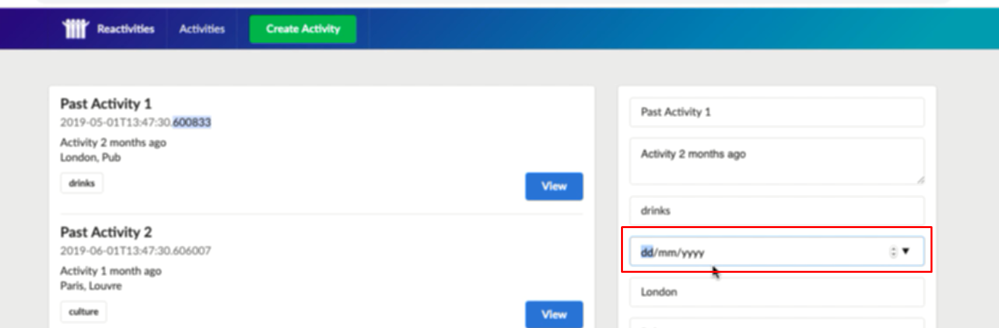 Reactivities Activities Create Activity
Past Activity 1
2019-05-01T13:47:30.600833
Activity 2 months ago
London, Pub
drinks
View
Past Activity 2
2019-06-01T13:47:30.606007
Activity 1 month ago
Paris, Louvre
culture
View
Past Activity 1
Activity 2 months ago
drinks
dd/mm/yyyy
London